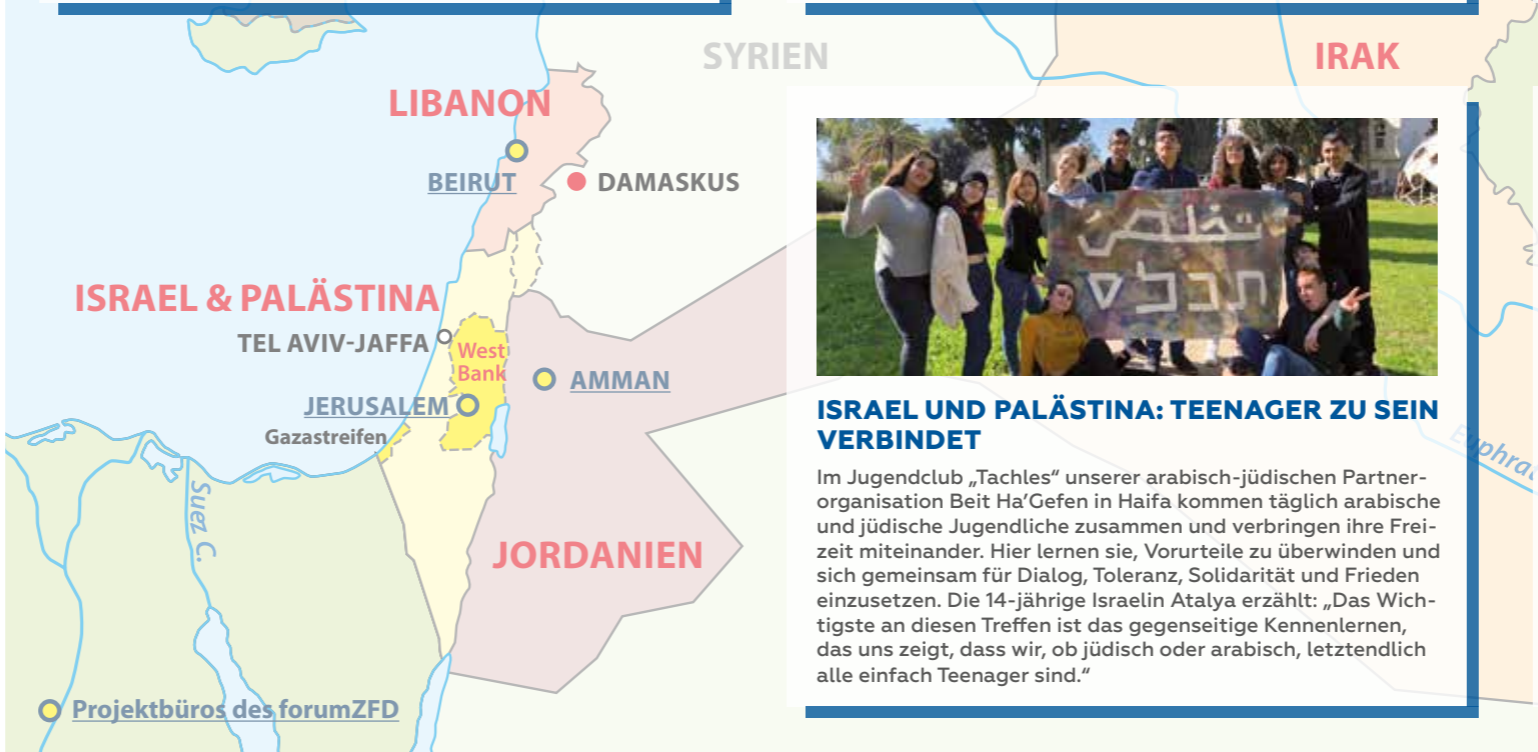 SYRIEN
IRAK
LIBANON
BEIRUT
DAMASKUS
ISRAEL & PALÄSTINA
TEL AVIV-JAFFA
West
Bank
AMMAN
JERUSALEM
Gazastreifen
Suez C.
JORDANIEN
Projektbüros des forumZFD
Euphrat
تخلص
תכלס
ISRAEL UND PALÄSTINA: TEENAGER ZU SEIN
VERBINDET
Im Jugendclub „Tachles“ unserer arabisch-jüdischen Partner-
organisation Beit Ha’Gefen in Haifa kommen täglich arabische
und jüdische Jugendliche zusammen und verbringen ihre Frei-
zeit miteinander. Hier lernen sie, Vorurteile zu überwinden und
sich gemeinsam für Dialog, Toleranz, Solidarität und Frieden
einzusetzen. Die 14-jährige Israelin Atalya erzählt: „Das Wich-
tigste an diesen Treffen ist das gegenseitige Kennenlernen,
das uns zeigt, dass wir, ob jüdisch oder arabisch, letztendlich
alle einfach Teenager sind.“